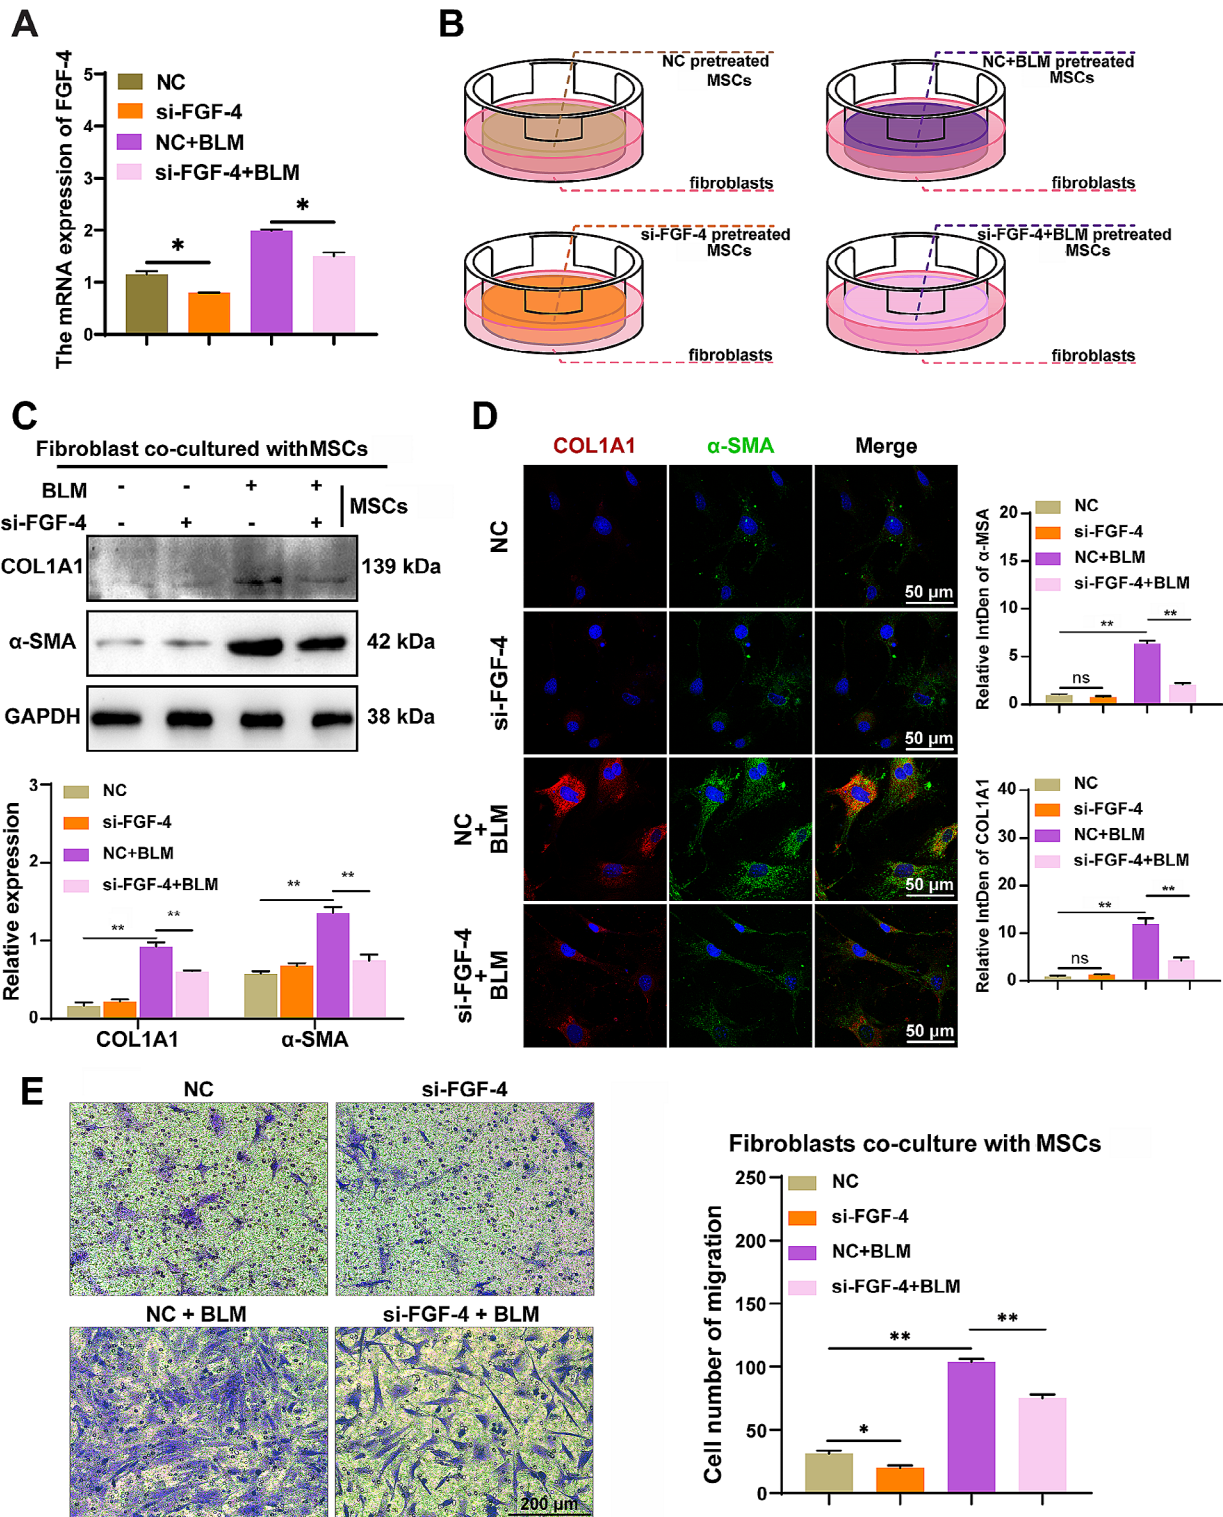 A
The mRNA expression of FGF-4
5
4
3
2
1
0
NC
si-FGF-4
NC+BLM
si-FGF-4+BLM
*
*
B
NC pretreated
MSCs
fibroblasts
NC+BLM pretreated
MSCs
fibroblasts
si-FGF-4 pretreated
MSCs
fibroblasts
si-FGF-4+BLM pretreated
MSCs
fibroblasts
C
Fibroblast co-cultured withMSCs
BLM - - + +
si-FGF-4 - + - +
MSCs
COL1A1 139 kDa
α-SMA 42 kDa
GAPDH 38 kDa
Relative expression
3
2
1
0
NC
si-FGF-4
NC+BLM
si-FGF-4+BLM
** **
** **
COL1A1 α-SMA
D
COL1A1 α-SMA Merge
NC
50 μm
si-FGF-4
50 μm
NC
+
BLM
50 μm
si-FGF-4
+
BLM
50 μm
Relative IntDen of α-MSA
20
15
10
5
0
NC
si-FGF-4
NC+BLM
si-FGF-4+BLM
ns
**
**
Relative IntDen of COL1A1
40
30
20
10
0
NC
si-FGF-4
NC+BLM
si-FGF-4+BLM
ns
**
**
E
NC si-FGF-4
NC + BLM si-FGF-4 + BLM
200 μm
Fibroblasts co-culture with MSCs
Cell number of migration
250
200
150
100
50
0
NC
si-FGF-4
NC+BLM
si-FGF-4+BLM
*
**
**